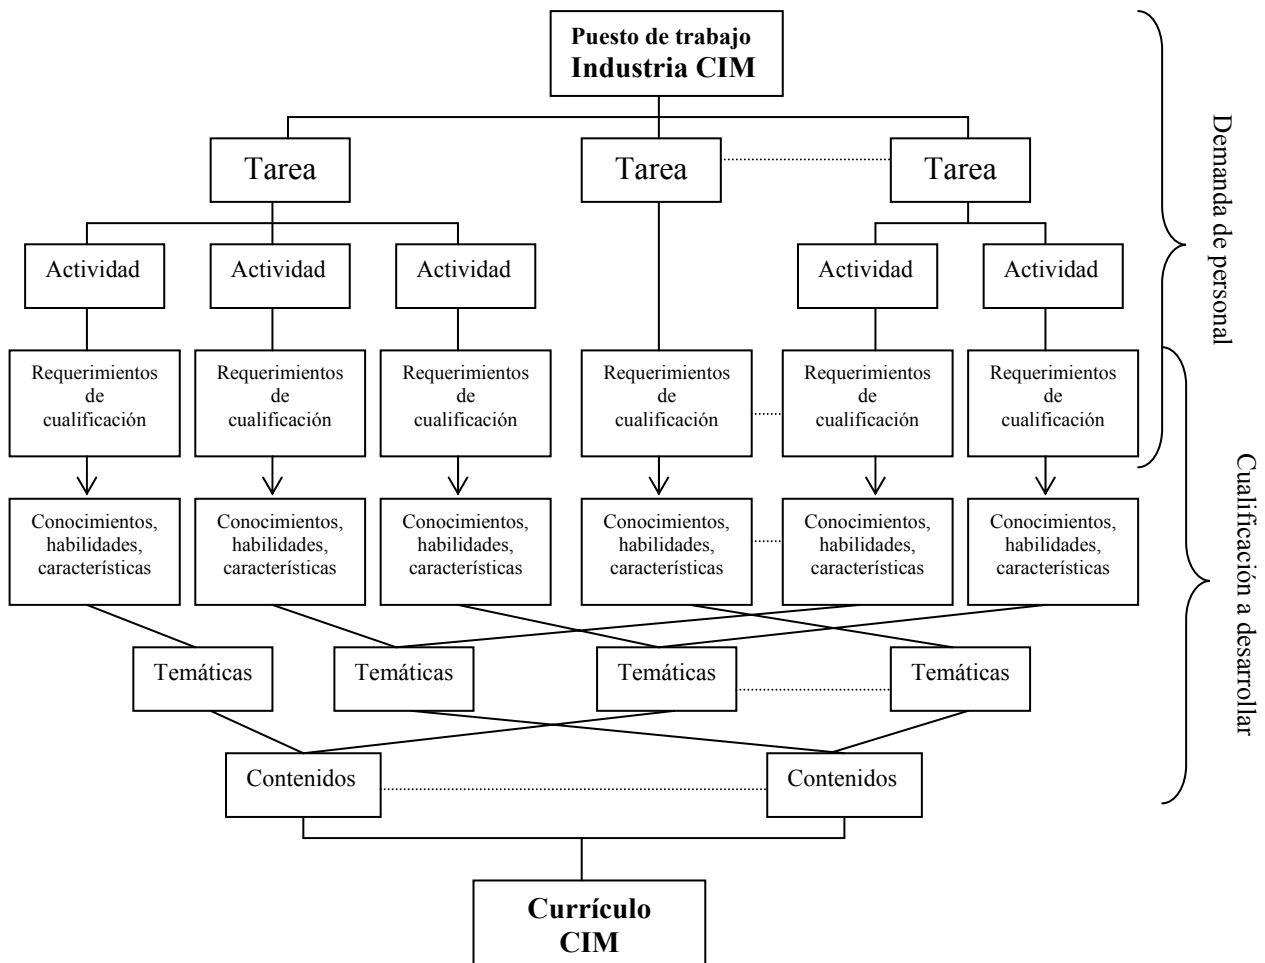 Puesto de trabajo
Industria CIM
Tarea
Tarea
Tarea
Actividad
Actividad
Actividad
Actividad
Actividad
Requerimientos
de
cualificación
Requerimientos
de
cualificación
Requerimientos
de
cualificación
Requerimientos
de
cualificación
Requerimientos
de
cualificación
Requerimientos
de
cualificación
Conocimientos,
habilidades,
características
Conocimientos,
habilidades,
características
Conocimientos,
habilidades,
características
Conocimientos,
habilidades,
características
Conocimientos,
habilidades,
características
Conocimientos,
habilidades,
características
Temáticas
Temáticas
Temáticas
Temáticas
Contenidos
Contenidos
Currículo
CIM
Demanda de personal
Cualificación a desarrollar